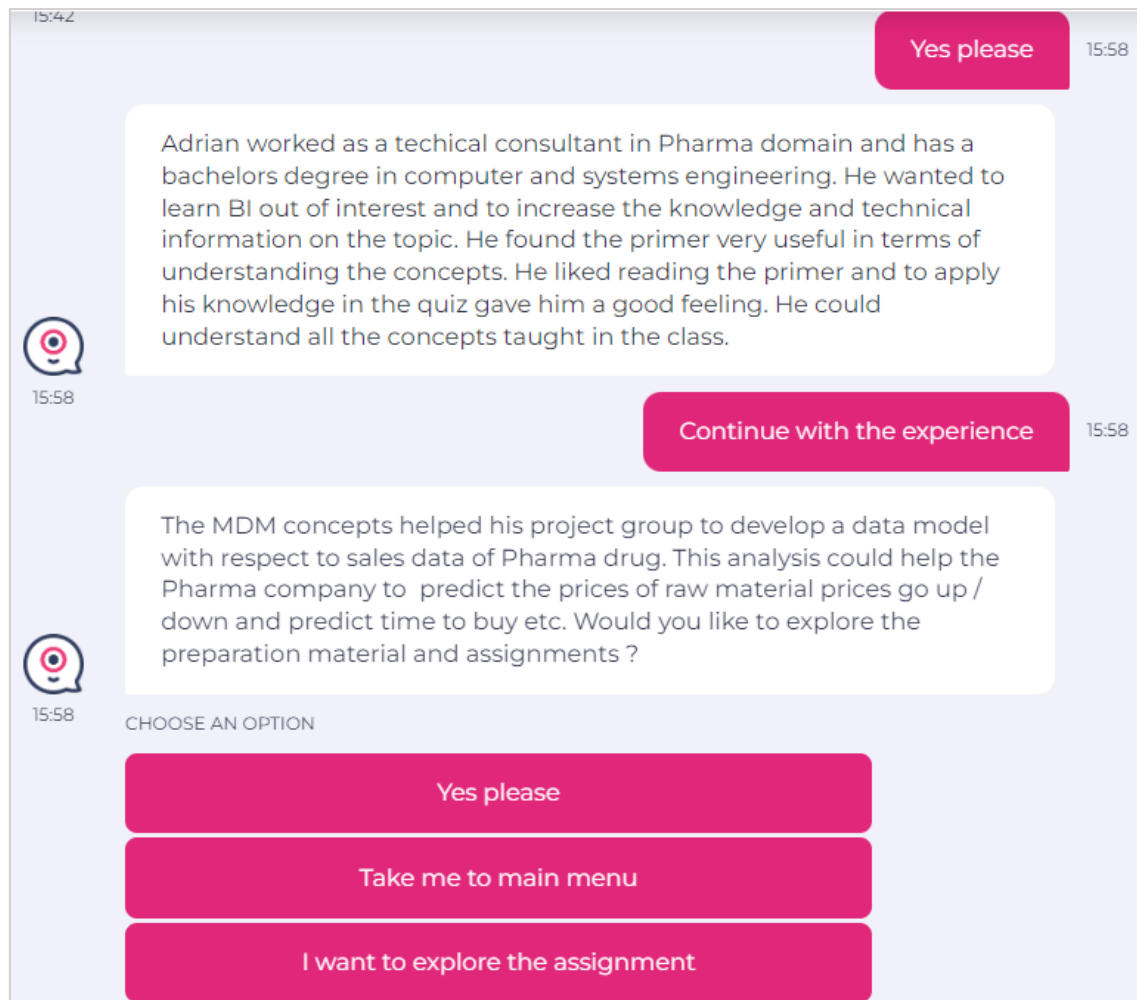 15:42
Yes please
15:58
Adrian worked as a techical consultant in Pharma domain and has a
bachelors degree in computer and systems engineering. He wanted to
learn BI out of interest and to increase the knowledge and technical
information on the topic. He found the primer very useful in terms of
understanding the concepts. He liked reading the primer and to apply
his knowledge in the quiz gave him a good feeling. He could
understand all the concepts taught in the class.
15:58
Continue with the experience
15:58
The MDM concepts helped his project group to develop a data model
with respect to sales data of Pharma drug. This analysis could help the
Pharma company to  predict the prices of raw material prices go up /
down and predict time to buy etc. Would you like to explore the
preparation material and assignments ?
15:58
CHOOSE AN OPTION
Yes please
Take me to main menu
I want to explore the assignment